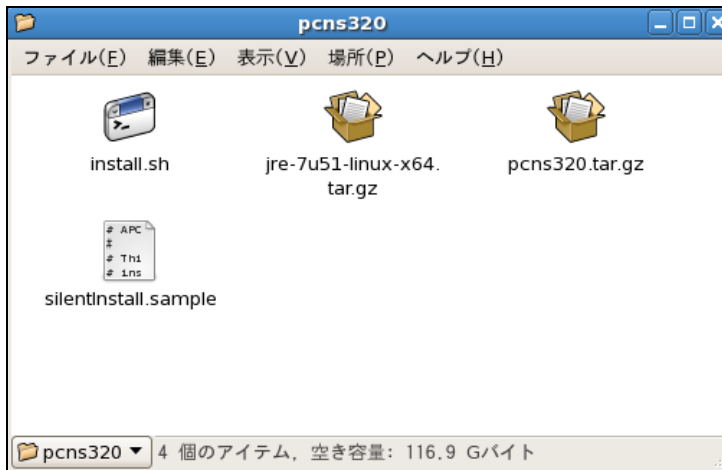 pcns320
ファイル(F) 編集(E) 表示(V) 場所(P) ヘルプ(H)
install.sh
jre-7u51-linux-x64.
tar.gz
pcns320.tar.gz
# APC
#
# Thi
# ins
silentInstall.sample
pcns320 4 個のアイテム, 空き容量: 116.9 Gバイト